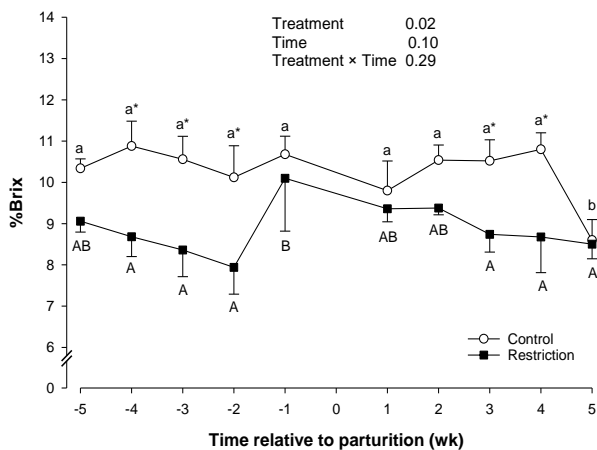 Treatment 0.02
Time 0.10
Treatment × Time 0.29
14
13
12
11
10
9
8
7
6
0
%Brix
a
a*
a*
a*
a
a
a
a*
a*
b
AB
A
A
A
B
AB
AB
A
A
A
Control
Restriction
-5 -4 -3 -2 -1 0 1 2 3 4 5
Time relative to parturition (wk)